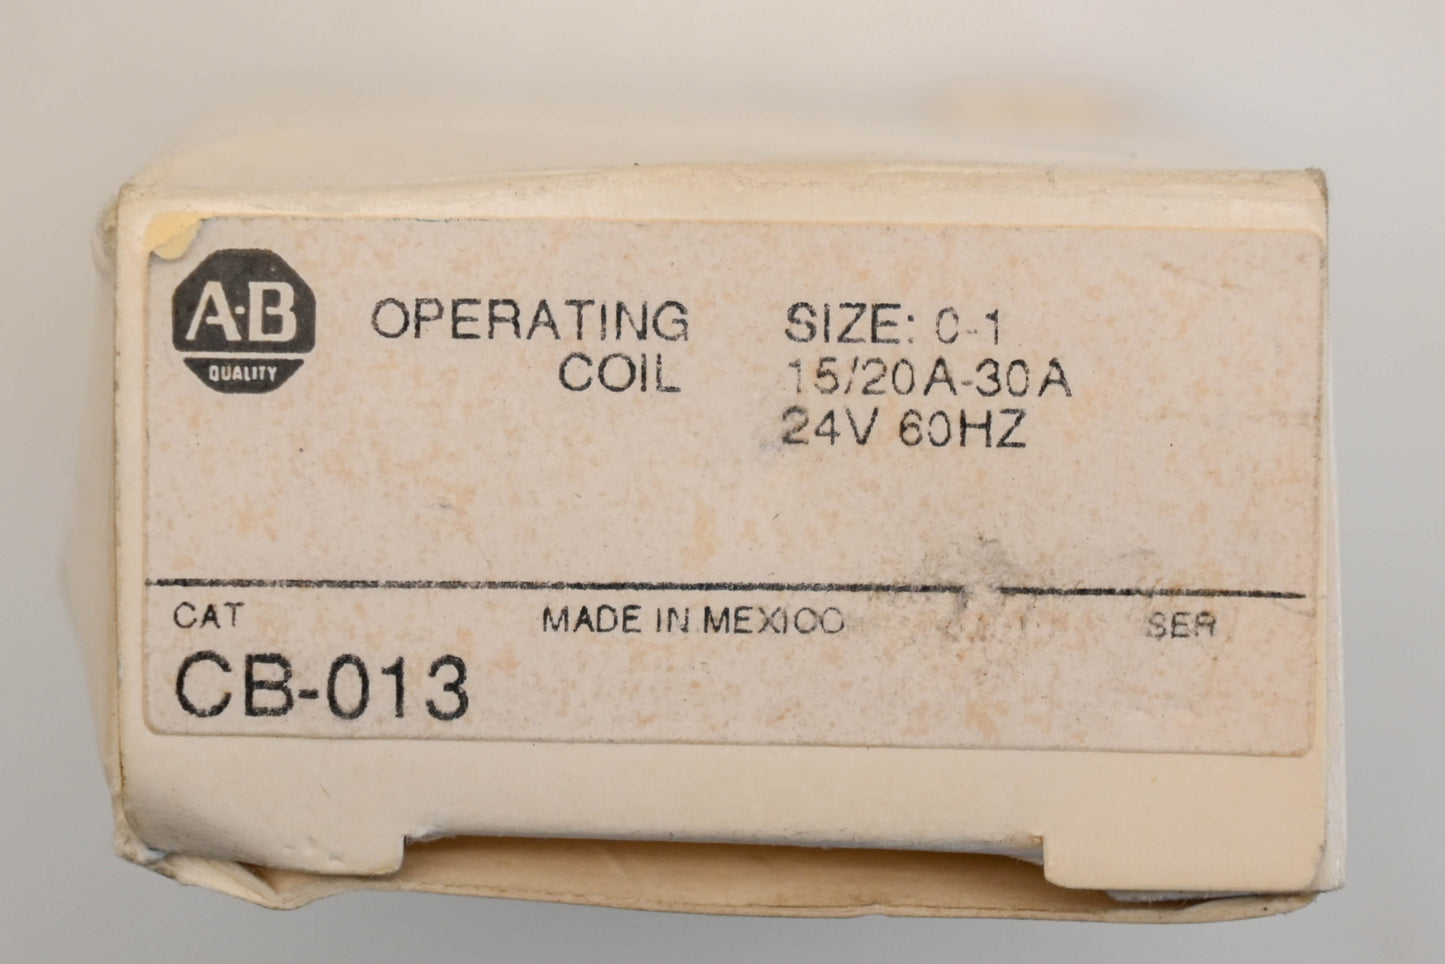 A·B
QUALITY
OPERATING
COIL
SIZE: 0-1
15/20A-30A
24V 60HZ
CAT
MADE IN MEXICO
SER
CB-013